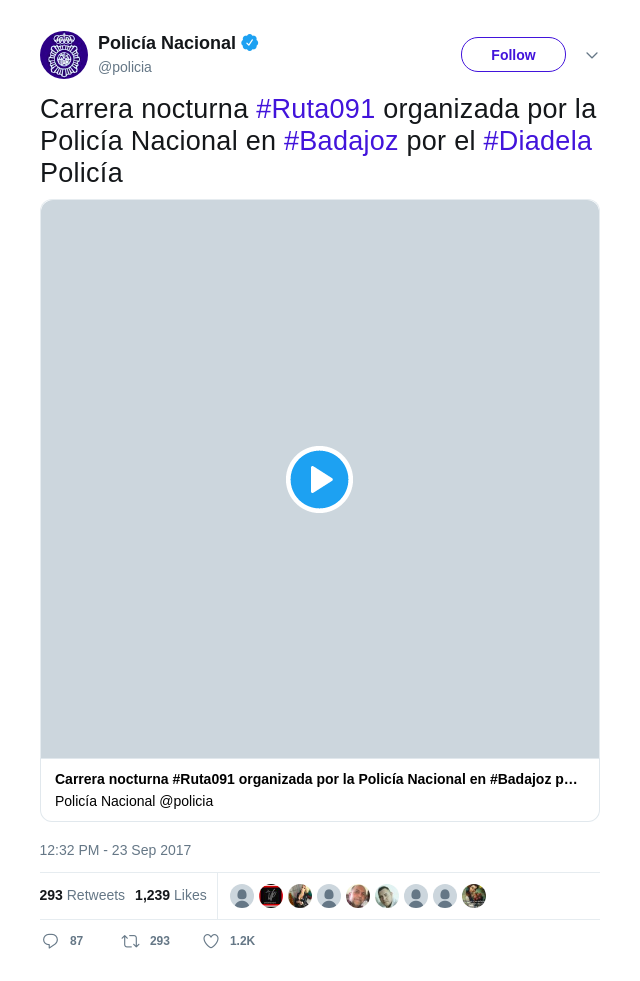 Policía Nacional
@policia
Follow
Carrera nocturna #Ruta091 organizada por la
Policía Nacional en #Badajoz por el #Diadela
Policía
Carrera nocturna #Ruta091 organizada por la Policía Nacional en #Badajoz p…
Policía Nacional @policia
12:32 PM - 23 Sep 2017
293 Retweets 1,239 Likes
87 293 1.2K